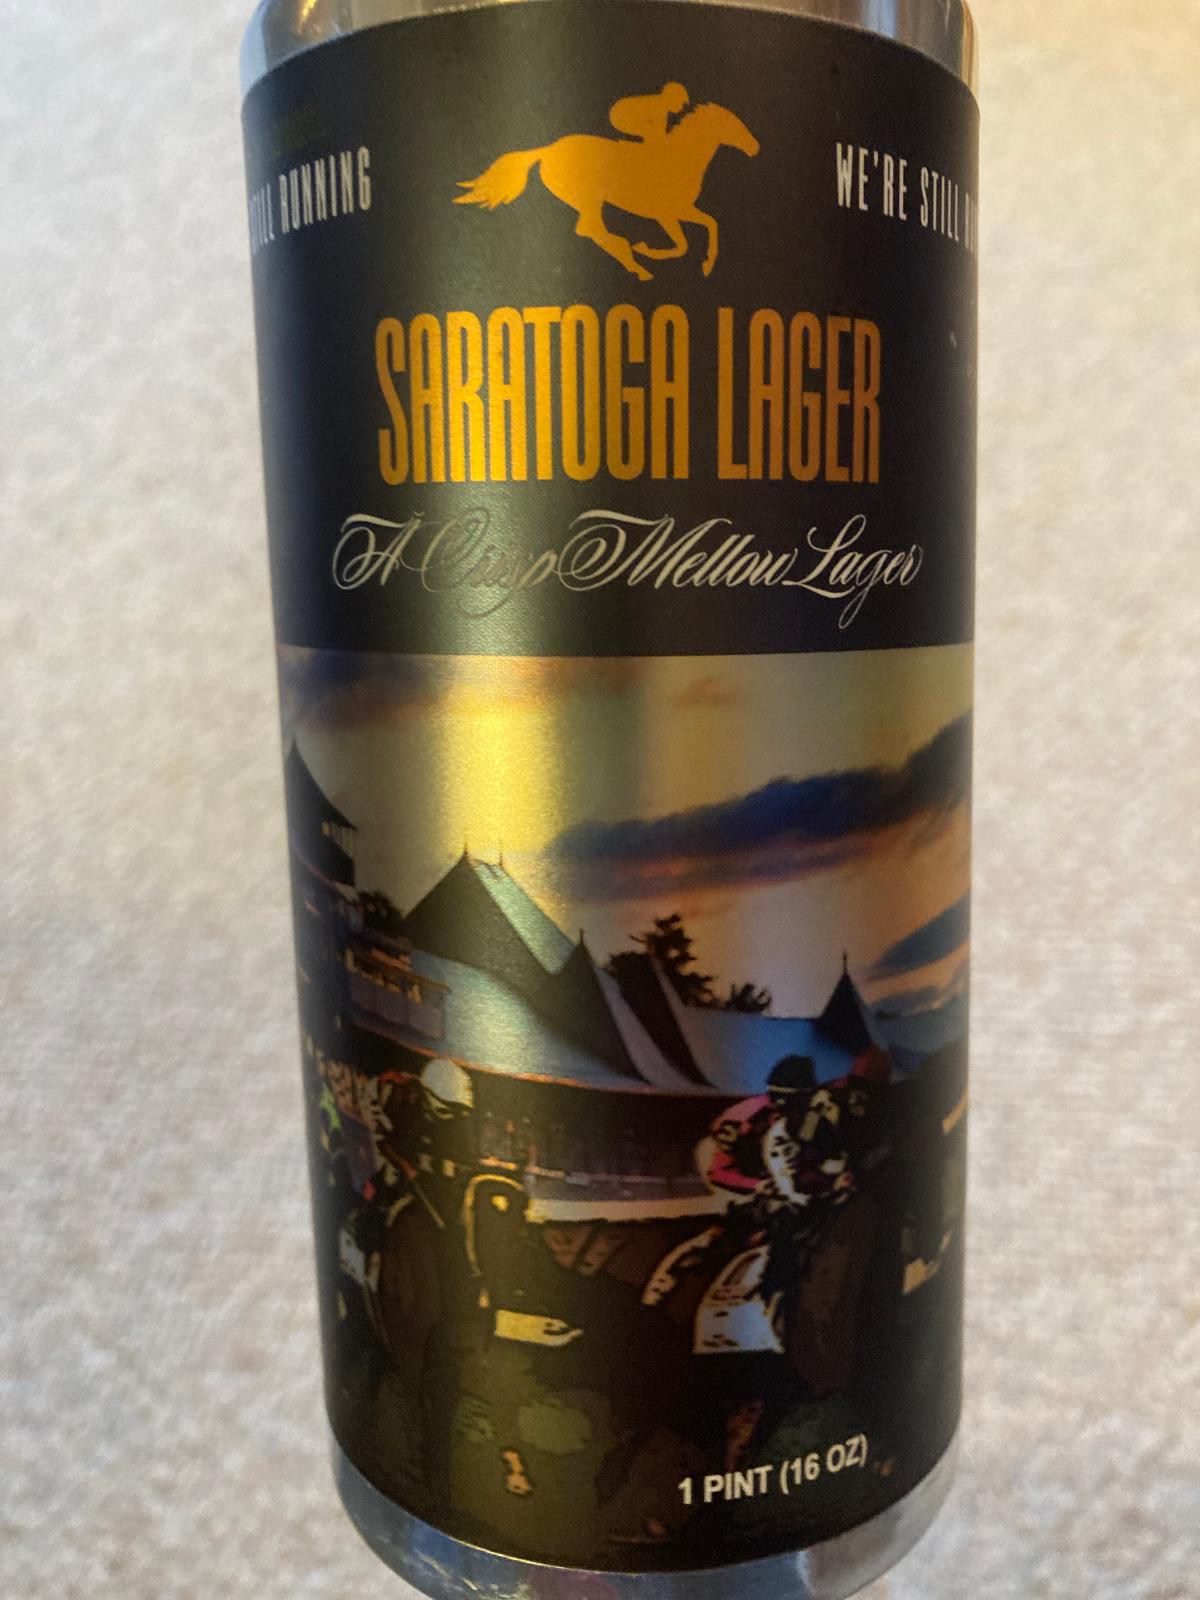 STILL RUNNING
WE'RE STILL
SARATOGA LAGER
A Crisp Mellow Lager
1 PINT (16 OZ)